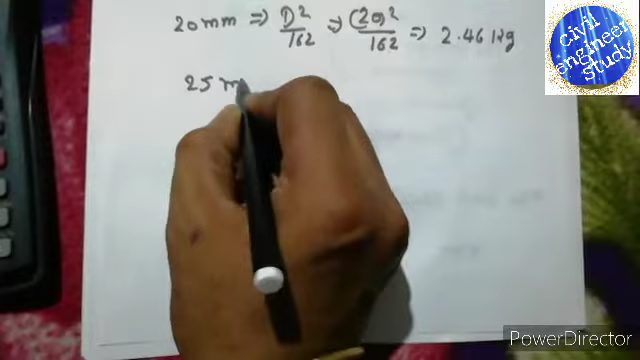 20mm ⇒ D²/162 ⇒ (20)²/162 ⇒ 2.46 kg
25 m
civil
engineer
study
PowerDirector